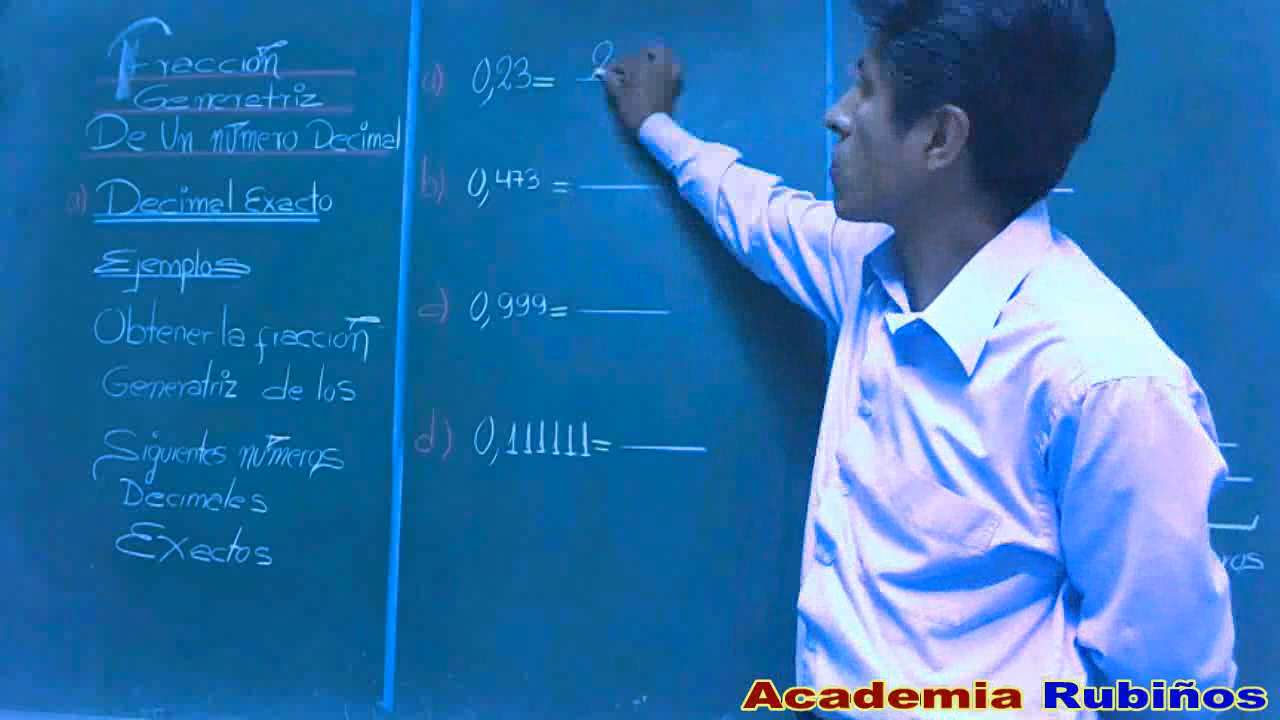 Fracción
Generatriz
De Un número Decimal
a) Decimal Exacto
Ejemplos
Obtener la fracción
Generatriz de los
Siguientes números
Decimales
Exactos
a) 0,23= 2
b) 0,473 =
c) 0,999=
d) 0,111111=
Academia Rubiños